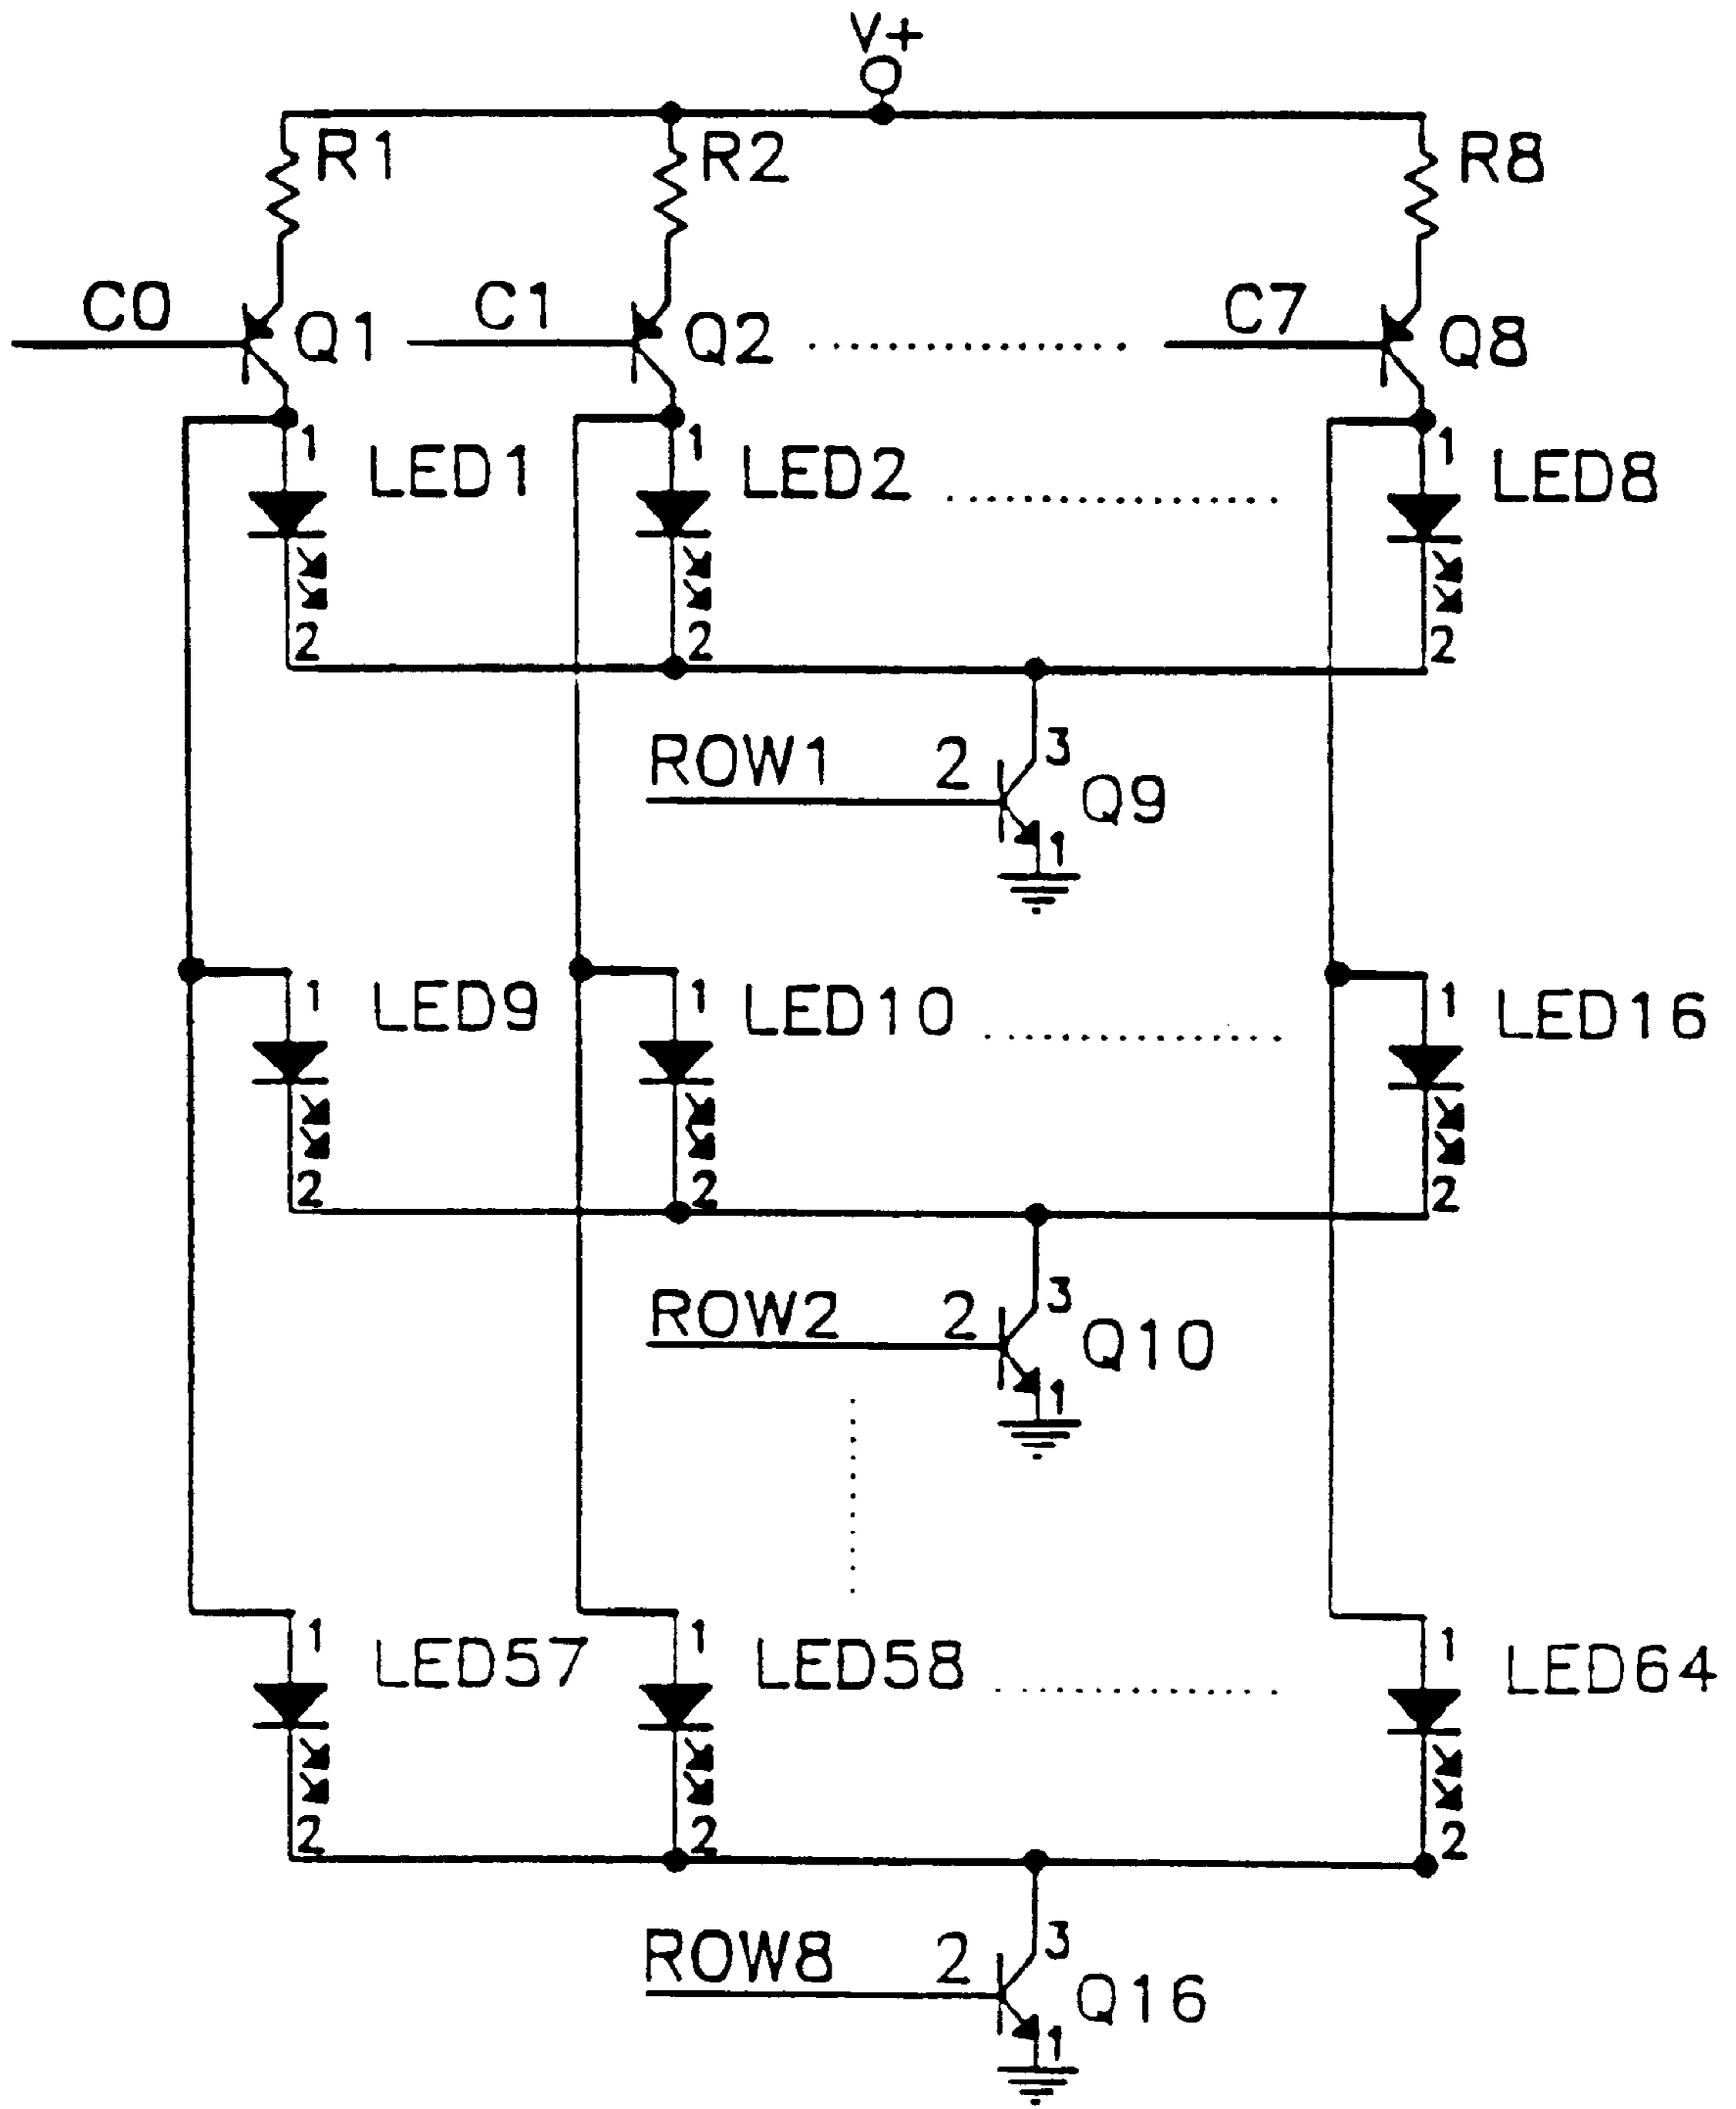 V+
R1 R2 R8
C0 Q1 C1 Q2 C7 Q8
1 LED1 1 LED2 1 LED8
2 2 2
ROW1 2 3 Q9
1
1 LED9 1 LED10 1 LED16
2 2 2
ROW2 2 3 Q10
1
1 LED57 1 LED58 1 LED64
2 2 2
ROW8 2 3 Q16
1